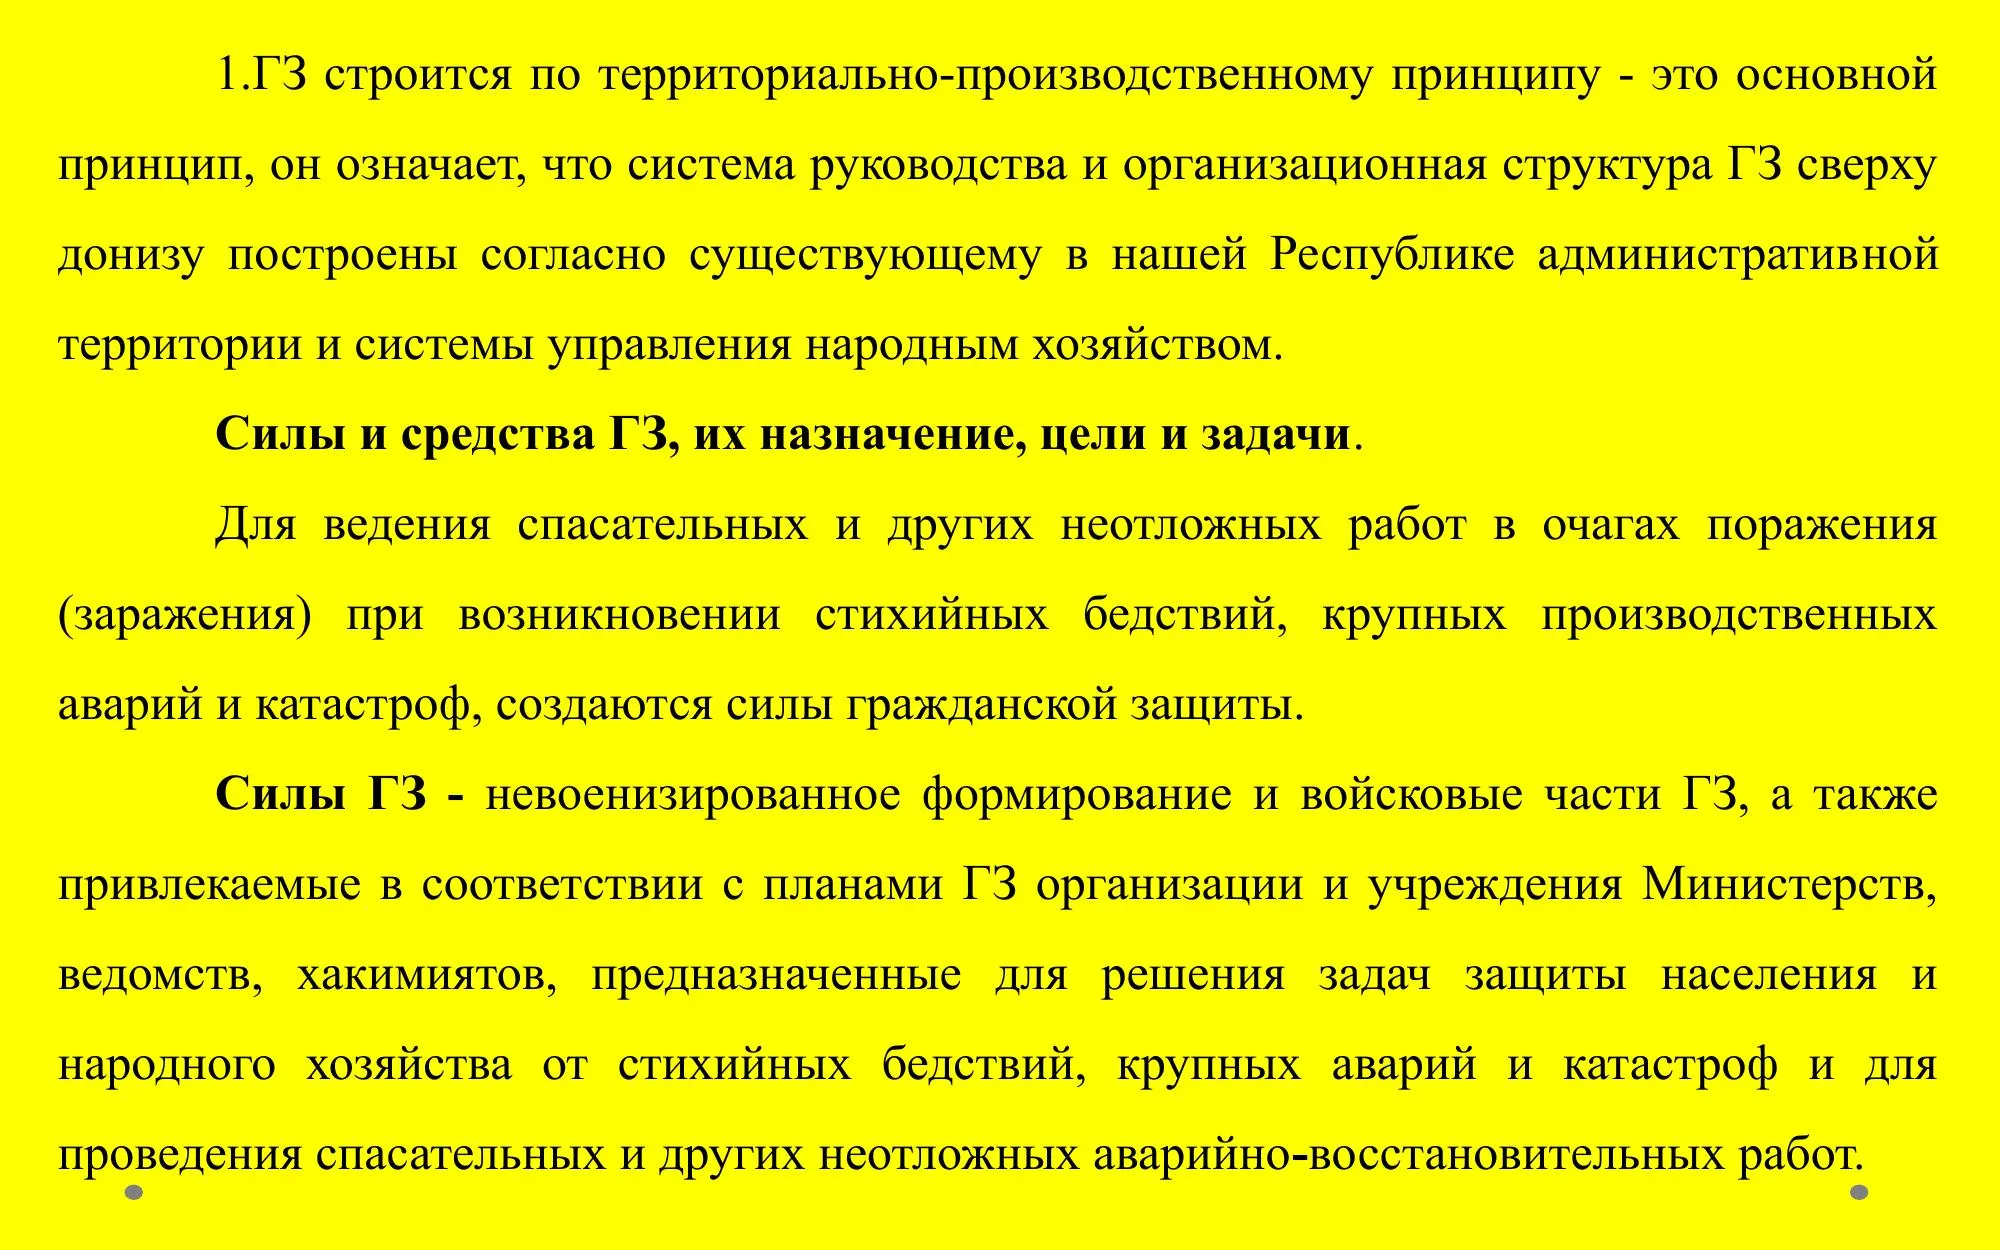 1.ГЗ строится по территориально-производственному принципу - это основной
принцип, он означает, что система руководства и организационная структура ГЗ сверху
донизу построены согласно существующему в нашей Республике административной
территории и системы управления народным хозяйством.
Силы и средства ГЗ, их назначение, цели и задачи.
Для ведения спасательных и других неотложных работ в очагах поражения
(заражения) при возникновении стихийных бедствий, крупных производственных
аварий и катастроф, создаются силы гражданской защиты.
Силы ГЗ - невоенизированное формирование и войсковые части ГЗ, а также
привлекаемые в соответствии с планами ГЗ организации и учреждения Министерств,
ведомств, хакимиятов, предназначенные для решения задач защиты населения и
народного хозяйства от стихийных бедствий, крупных аварий и катастроф и для
проведения спасательных и других неотложных аварийно-восстановительных работ.